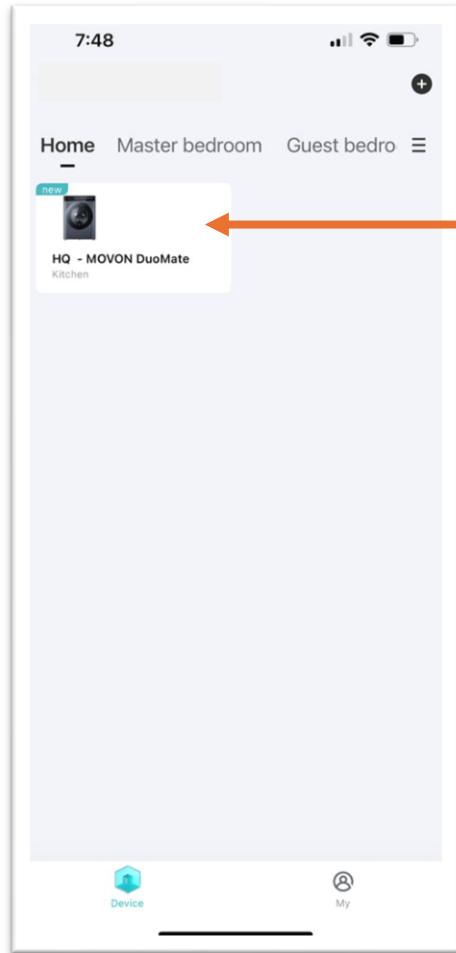 7:48
Home Master bedroom Guest bedro
new
HQ - MOVON DuoMate
Kitchen
Device My